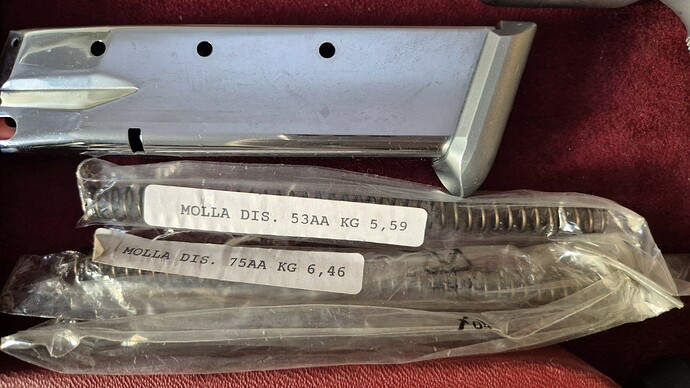 MOLLA DIS. 53AA KG 5,59
MOLLA DIS. 75AA KG 6,46